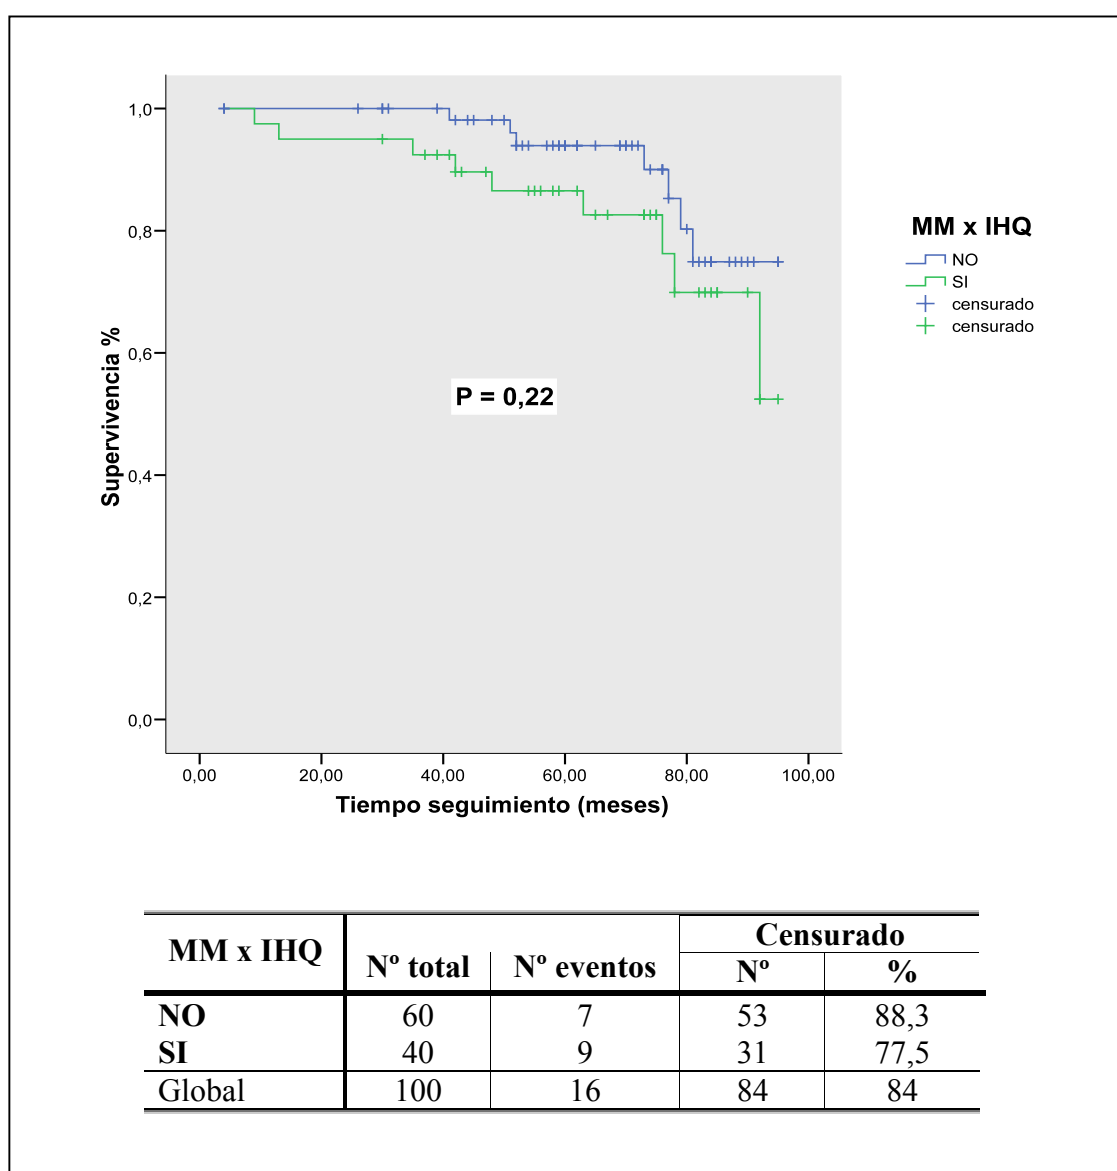 1,0
0,8
0,6
0,4
0,2
0,0
Supervivencia %
P = 0,22
0,00 20,00 40,00 60,00 80,00 100,00
Tiempo seguimiento (meses)
MM x IHQ
NO
SI
censurado
censurado
MM x IHQ Nº total Nº eventos Censurado
Nº %
NO 60 7 53 88,3
SI 40 9 31 77,5
Global 100 16 84 84